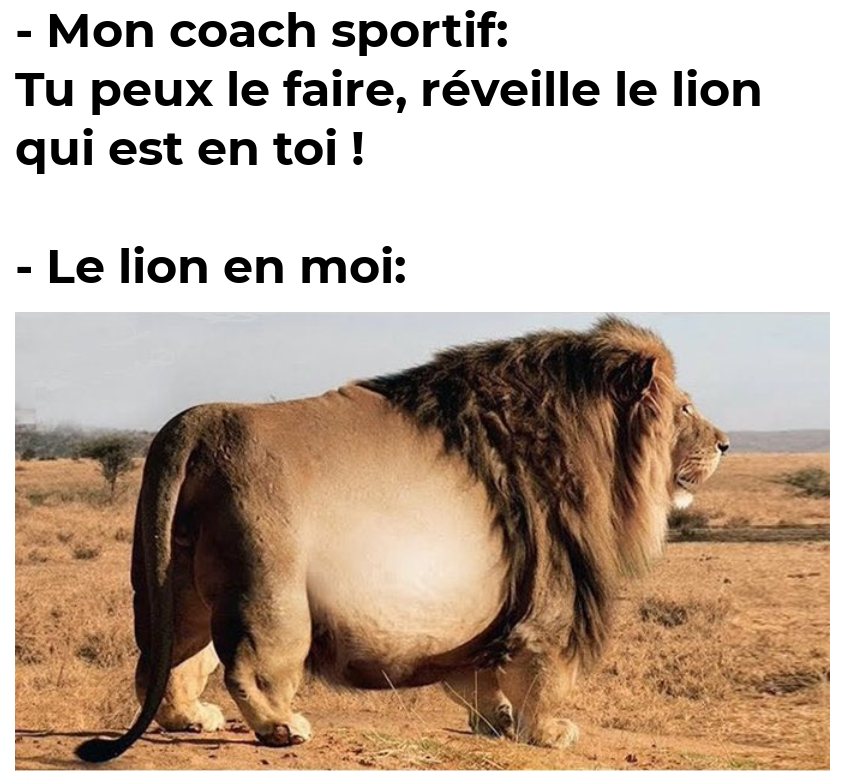 - Mon coach sportif:
Tu peux le faire, réveille le lion
qui est en toi !
- Le lion en moi: